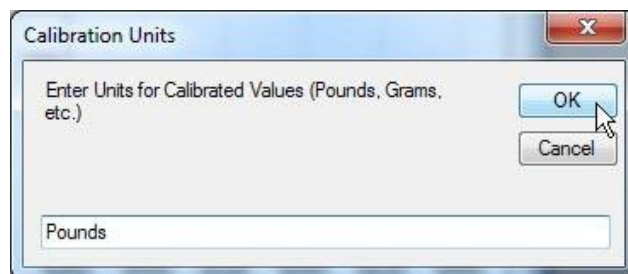 Calibration Units
Enter Units for Calibrated Values (Pounds, Grams,
etc.)
OK
Cancel
Pounds